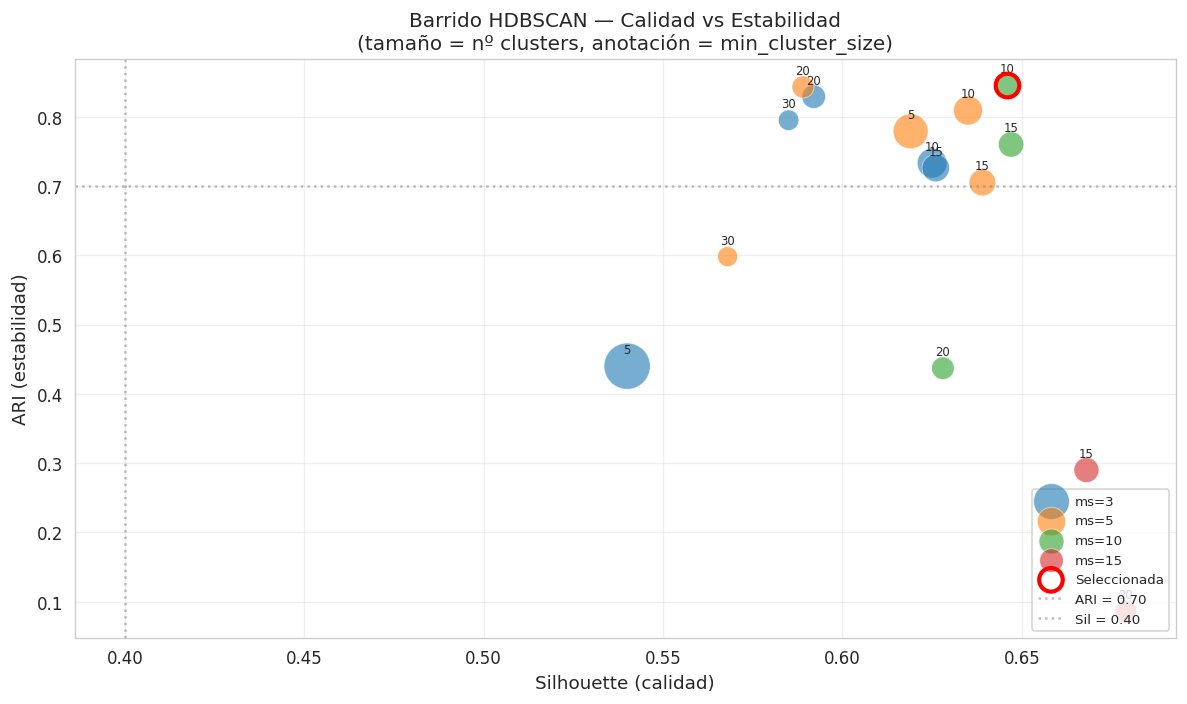 Barrido HDBSCAN — Calidad vs Estabilidad
(tamaño = nº clusters, anotación = min_cluster_size)
ARI (estabilidad)
0.8
0.7
0.6
0.5
0.4
0.3
0.2
0.1
20
20
30
5
10
10
15
10
15
15
30
5
20
15
20
ms=3
ms=5
ms=10
ms=15
Seleccionada
ARI = 0.70
Sil = 0.40
0.40
0.45
0.50
0.55
0.60
0.65
Silhouette (calidad)